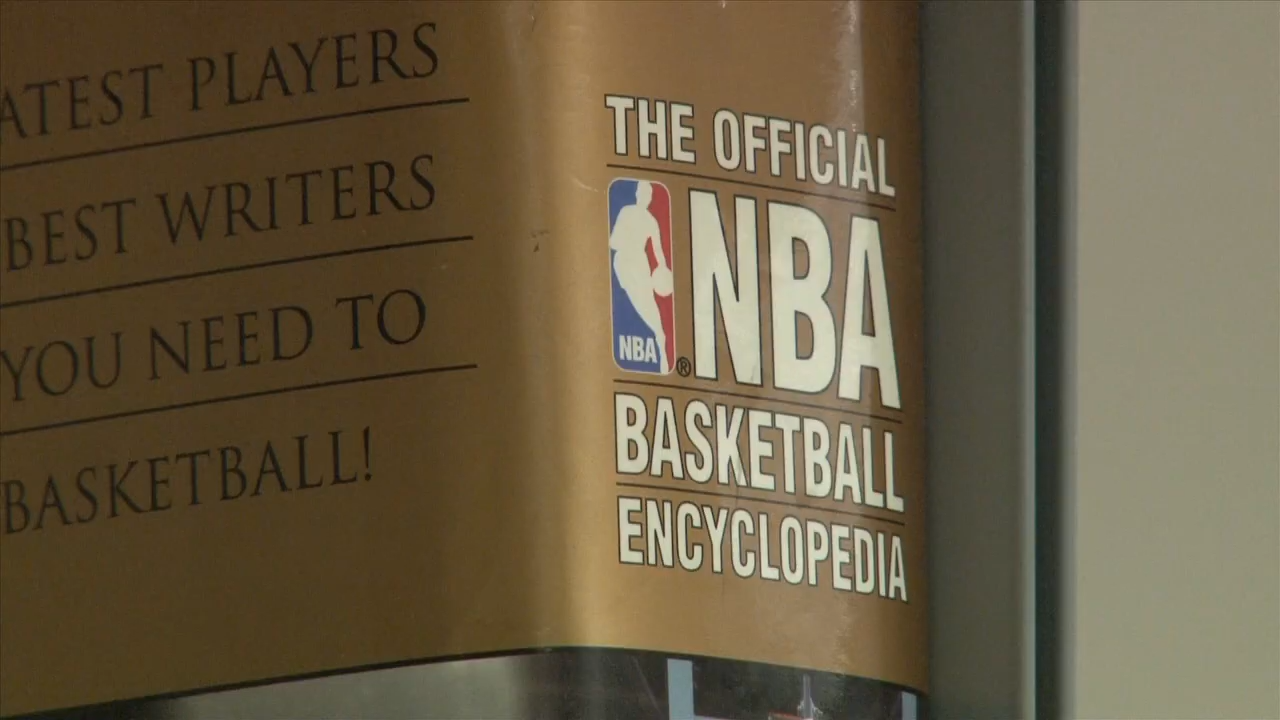 ATEST PLAYERS
BEST WRITERS
YOU NEED TO
BASKETBALL!
THE OFFICIAL
NBA
NBA
®
BASKETBALL
ENCYCLOPEDIA